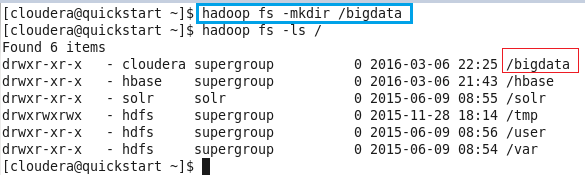 [cloudera@quickstart ~]$ hadoop fs -mkdir /bigdata
[cloudera@quickstart ~]$ hadoop fs -ls /
Found 6 items
drwxr-xr-x   - cloudera supergroup          0 2016-03-06 22:25 /bigdata
drwxr-xr-x   - hbase    supergroup          0 2016-03-06 21:43 /hbase
drwxr-xr-x   - solr     solr                0 2015-06-09 08:55 /solr
drwxrwxrwx   - hdfs     supergroup          0 2015-11-28 18:14 /tmp
drwxr-xr-x   - hdfs     supergroup          0 2015-06-09 08:56 /user
drwxr-xr-x   - hdfs     supergroup          0 2015-06-09 08:54 /var
[cloudera@quickstart ~]$